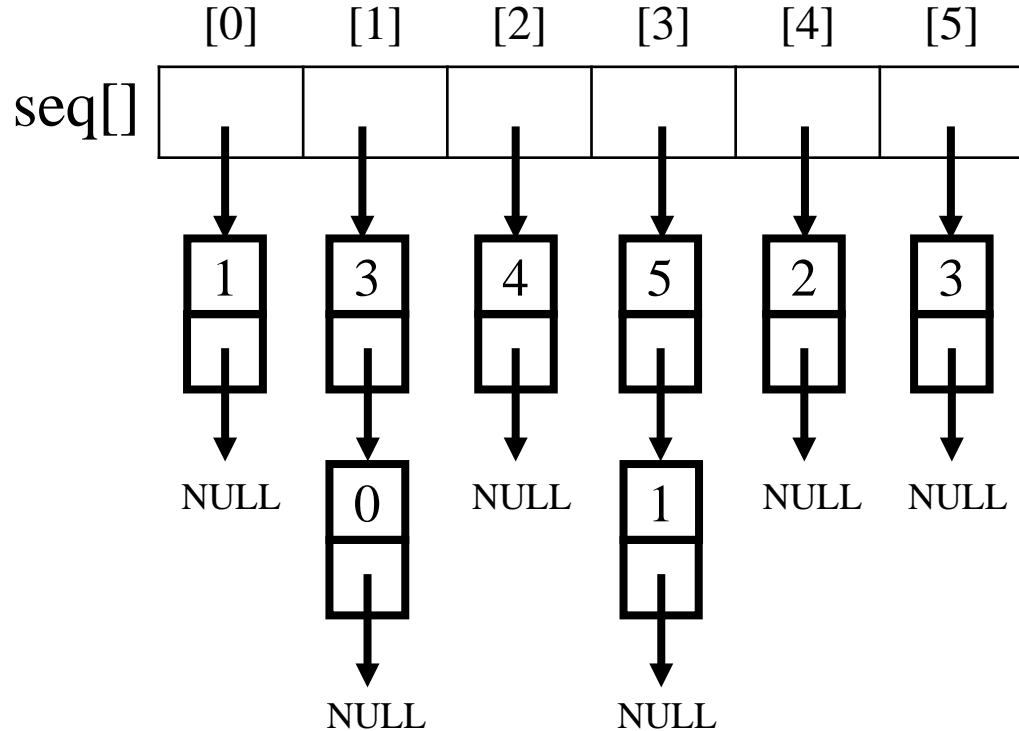 [0] [1] [2] [3] [4] [5]
seq[]
1 3 4 5 2 3
NULL 0 NULL 1 NULL NULL
NULL NULL